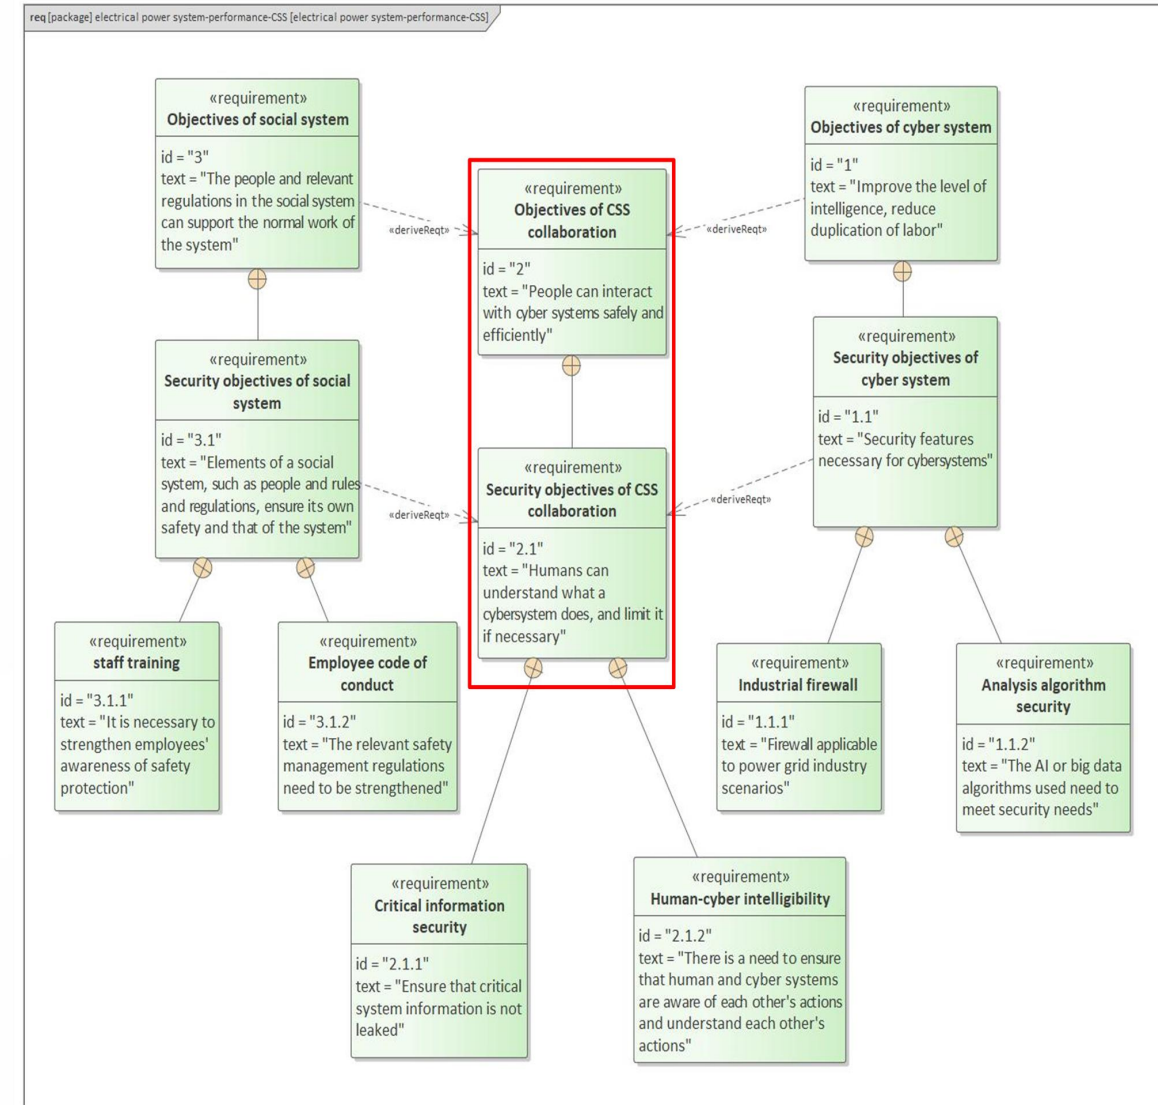 req [package] electrical power system-performance-CSS [electrical power system-performance-CSS]
«requirement»
Objectives of social system
id = "3"
text = "The people and relevant
regulations in the social system
can support the normal work of
the system"
«requirement»
Objectives of CSS
collaboration
id = "2"
text = "People can interact
with cyber systems safely and
efficiently"
«requirement»
Objectives of cyber system
id = "1"
text = "Improve the level of
intelligence, reduce
duplication of labor"
«deriveReqt»
«deriveReqt»
«requirement»
Security objectives of social
system
id = "3.1"
text = "Elements of a social
system, such as people and rules
and regulations, ensure its own
safety and that of the system"
«requirement»
Security objectives of CSS
collaboration
id = "2.1"
text = "Humans can
understand what a
cybersystem does, and limit it
if necessary"
«requirement»
Security objectives of
cyber system
id = "1.1"
text = "Security features
necessary for cybersystems"
«deriveReqt»
«deriveReqt»
«requirement»
staff training
id = "3.1.1"
text = "It is necessary to
strengthen employees'
awareness of safety
protection"
«requirement»
Employee code of
conduct
id = "3.1.2"
text = "The relevant safety
management regulations
need to be strengthened"
«requirement»
Industrial firewall
id = "1.1.1"
text = "Firewall applicable
to power grid industry
scenarios"
«requirement»
Analysis algorithm
security
id = "1.1.2"
text = "The AI or big data
algorithms used need to
meet security needs"
«requirement»
Critical information
security
id = "2.1.1"
text = "Ensure that critical
system information is not
leaked"
«requirement»
Human-cyber intelligibility
id = "2.1.2"
text = "There is a need to ensure
that human and cyber systems
are aware of each other's actions
and understand each other's
actions"